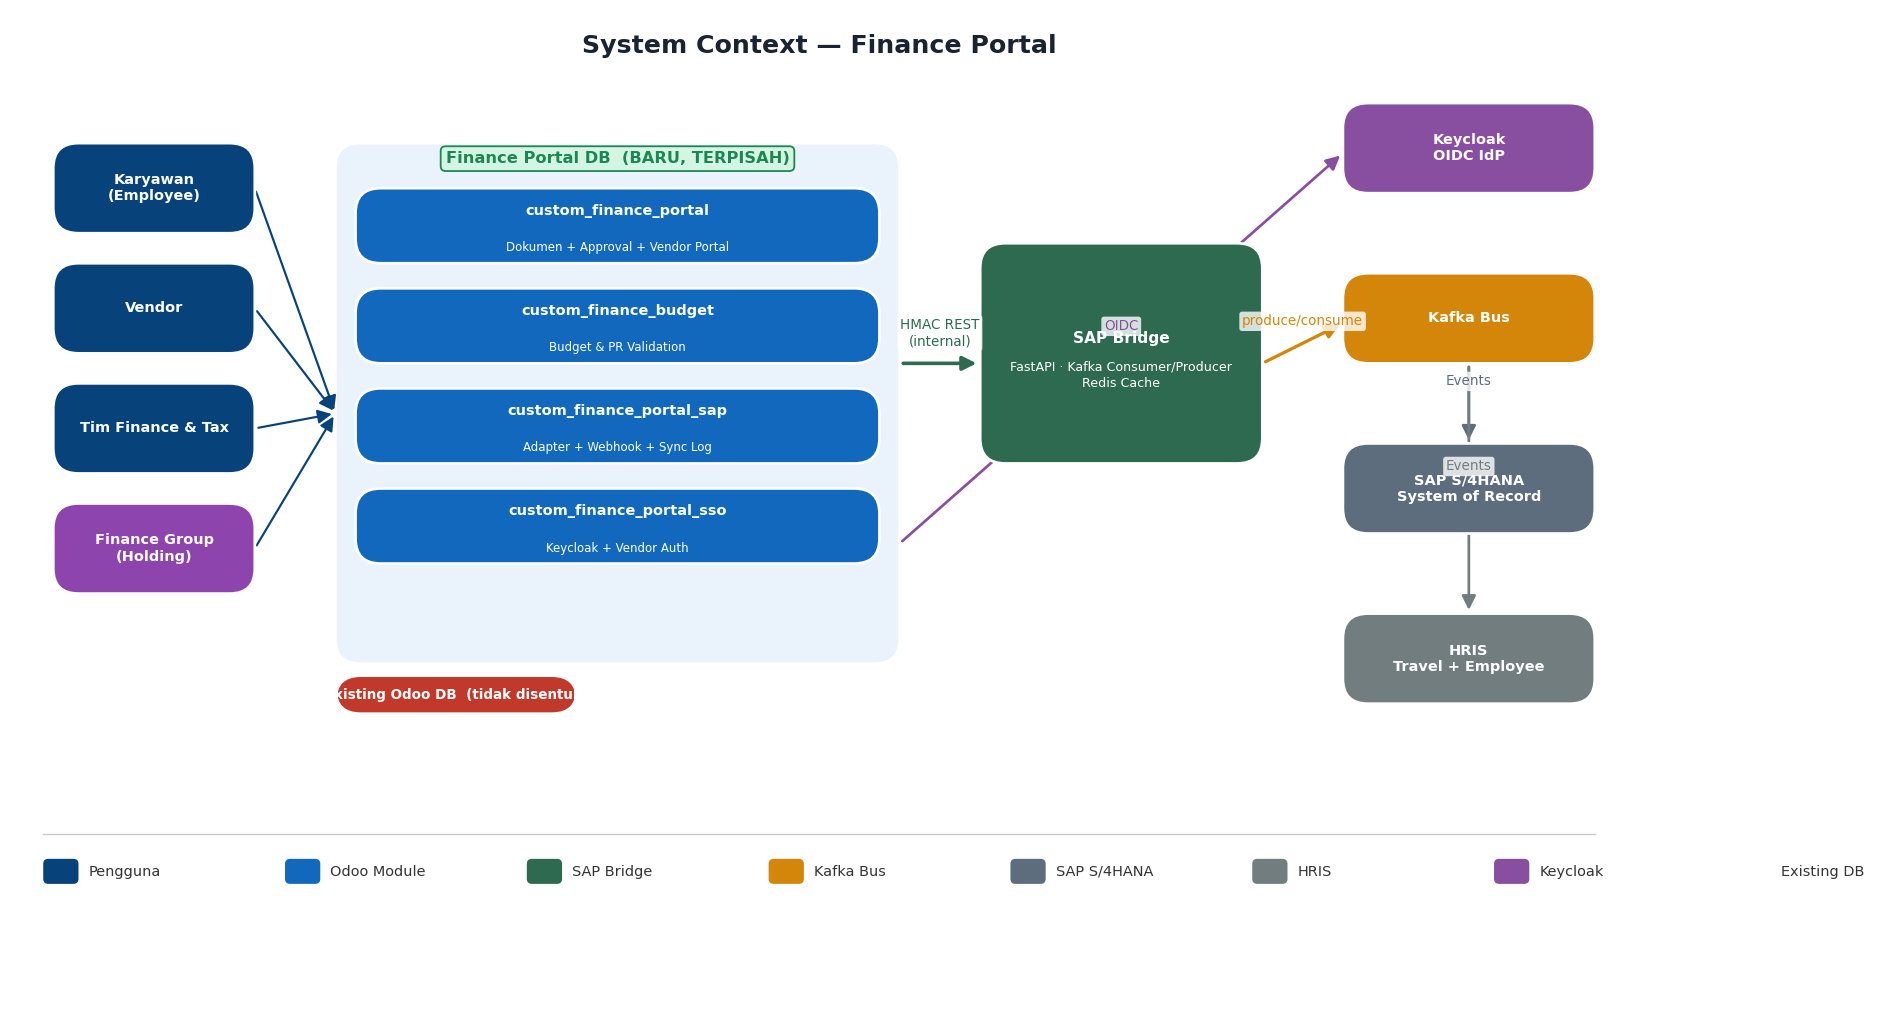 System Context — Finance Portal
Karyawan
(Employee)
Vendor
Tim Finance & Tax
Finance Group
(Holding)
Finance Portal DB (BARU, TERPISAH)
custom_finance_portal
Dokumen + Approval + Vendor Portal
custom_finance_budget
Budget & PR Validation
custom_finance_portal_sap
Adapter + Webhook + Sync Log
custom_finance_portal_sso
Keycloak + Vendor Auth
Odoo DB (tidak
HMAC REST
(internal)
OIDC
SAP Bridge
FastAPI · Kafka Consumer/Producer
Redis Cache
produce/consume
Keycloak
OIDC IdP
Kafka Bus
Events
Events
SAP S/4HANA
System of Record
HRIS
Travel + Employee
Pengguna
Odoo Module
SAP Bridge
Kafka Bus
SAP S/4HANA
HRIS
Keycloak
Existing DB